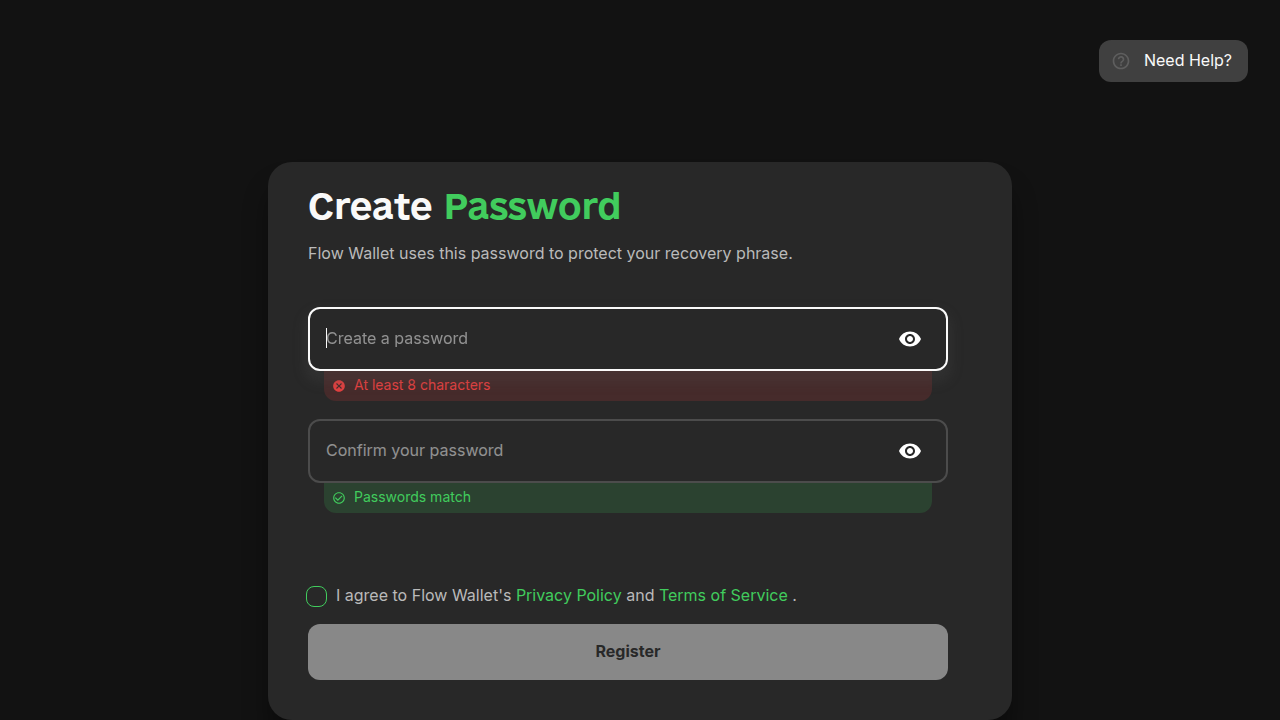 Need Help?
Create Password
Flow Wallet uses this password to protect your recovery phrase.
Create a password
At least 8 characters
Confirm your password
Passwords match
I agree to Flow Wallet's Privacy Policy and Terms of Service .
Register